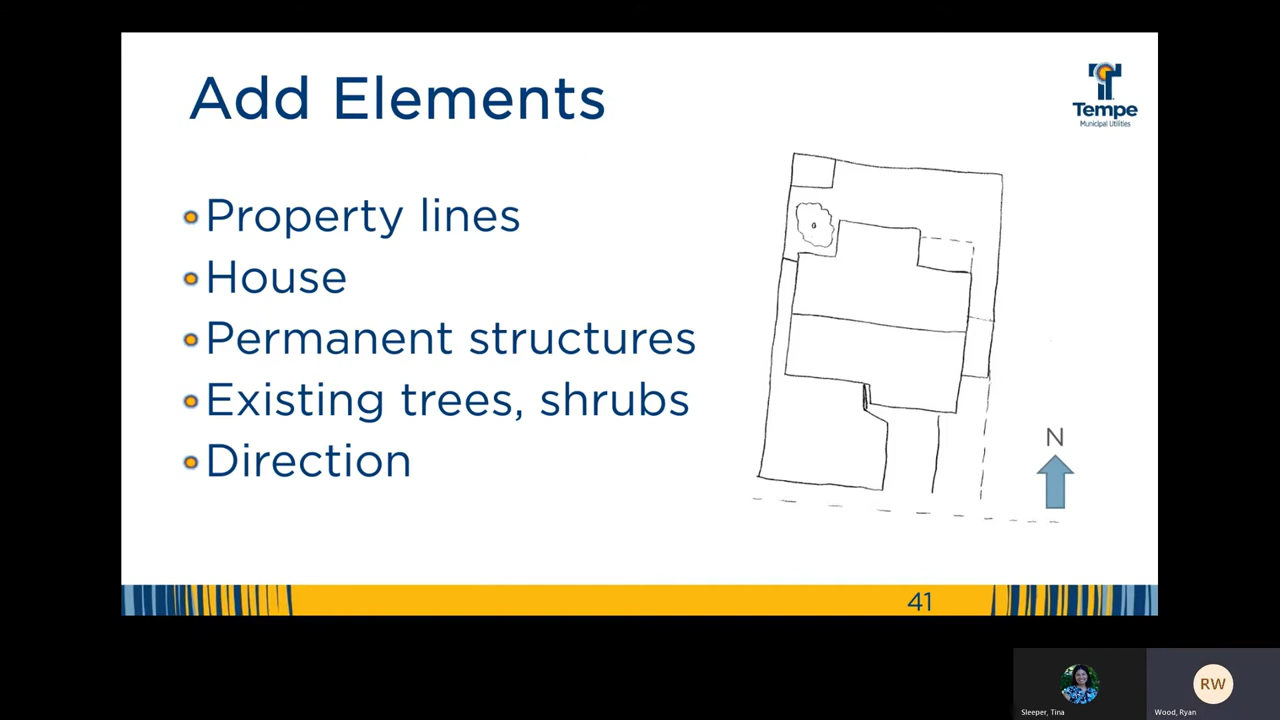 Add Elements
Tempe
Municipal Utilities
Property lines
House
Permanent structures
Existing trees, shrubs
Direction
N
41
RW
Sleeper, Tina
Wood, Ryan